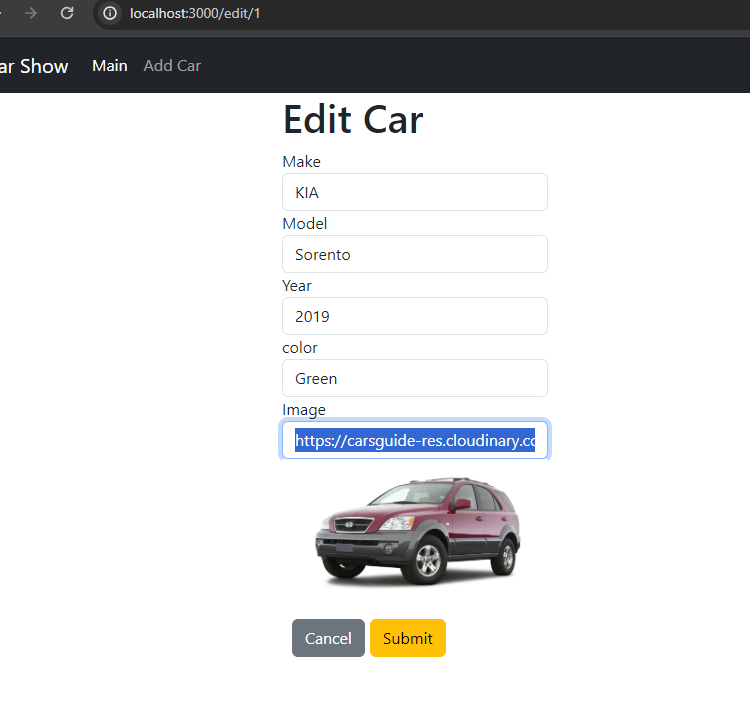 localhost:3000/edit/1
ar Show Main Add Car
Edit Car
Make
KIA
Model
Sorento
Year
2019
color
Green
Image
https://carsguide-res.cloudinary.cc
Cancel Submit